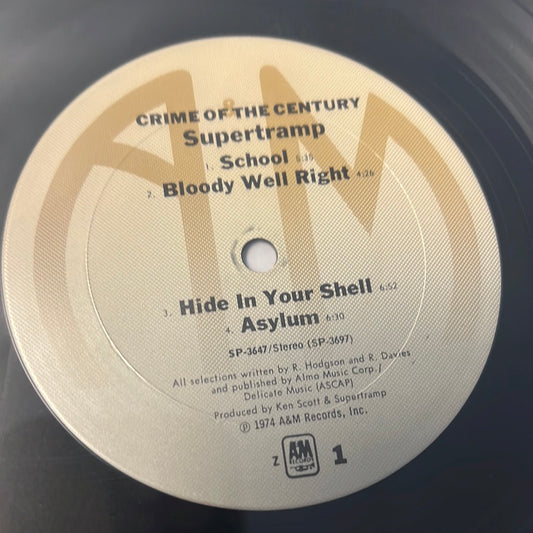 CRIME OF THE CENTURY
Supertramp
1. School 5:35
2. Bloody Well Right 4:26
3. Hide In Your Shell 6:52
4. Asylum 6:30
SP-3647/Stereo (SP-3697)
All selections written by R. Hodgson and R. Davies
and published by Almo Music Corp./
Delicate Music (ASCAP)
Produced by Ken Scott & Supertramp
℗ 1974 A&M Records, Inc.
Z AM RECORDS 1
A&M